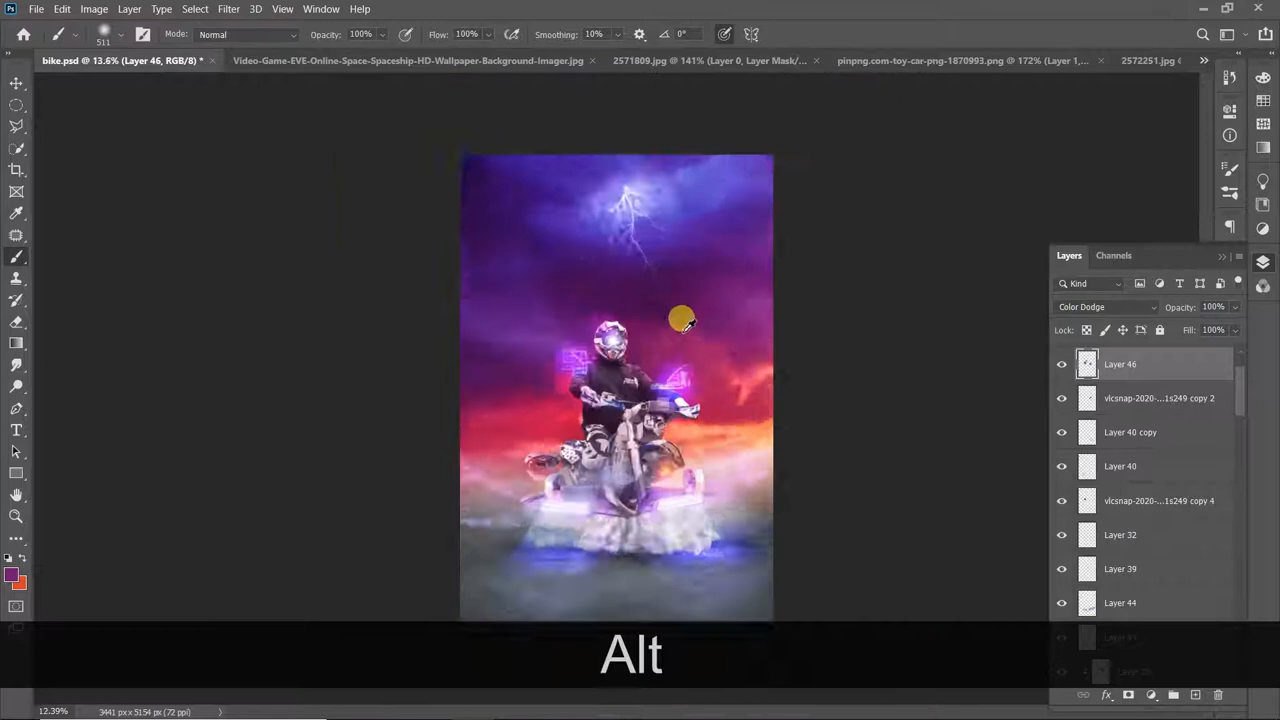 Ps File Edit Image Layer Type Select Filter 3D View Window Help
511 Mode: Normal Opacity: 100% Flow: 100% Smoothing: 10% 0°
bike.psd @ 13.6% (Layer 46, RGB/8) * × Video-Game-EVE-Online-Space-Spaceship-HD-Wallpaper-Background-Imager.jpg × 2571809.jpg @ 141% (Layer 0, Layer Mask/... × pinpng.com-toy-car-png-1870993.png @ 172% (Layer 1,... × 2572251.jpg
Layers Channels
Kind
Color Dodge Opacity: 100%
Lock: Fill: 100%
Layer 46
vlcsnap-2020-...1s249 copy 2
Layer 40 copy
Layer 40
vlcsnap-2020-...1s249 copy 4
Layer 32
Layer 39
Layer 44
Alt
fx
12.39% 3441 px x 5154 px (72 ppi)